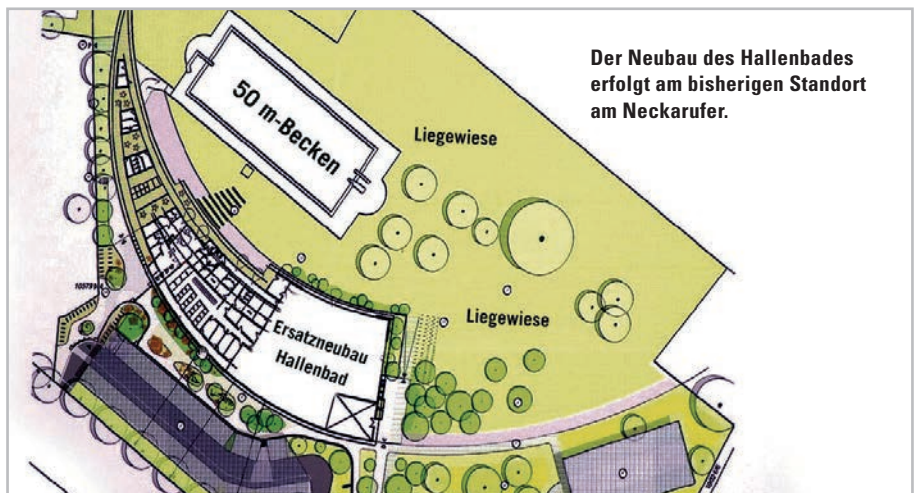 Der Neubau des Hallenbades
erfolgt am bisherigen Standort
am Neckarufer.
50 m-Becken
Liegewiese
Liegewiese
Ersatzneubau
Hallenbad